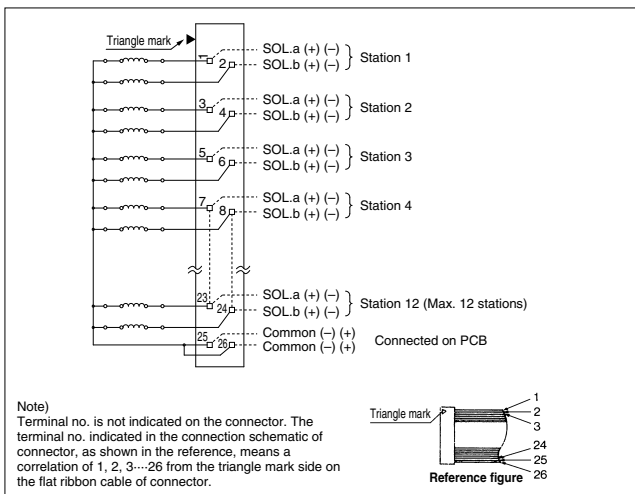 Triangle mark
1
SOL.a (+) (–)
2
SOL.b (+) (–)
Station 1
3
SOL.a (+) (–)
4
SOL.b (+) (–)
Station 2
5
SOL.a (+) (–)
6
SOL.b (+) (–)
Station 3
7
SOL.a (+) (–)
8
SOL.b (+) (–)
Station 4
23
SOL.a (+) (–)
24
SOL.b (+) (–)
Station 12 (Max. 12 stations)
25
Common (–) (+)
26
Common (–) (+)
Connected on PCB
Note)
Terminal no. is not indicated on the connector. The
terminal no. indicated in the connection schematic of
connector, as shown in the reference, means a
correlation of 1, 2, 3····26 from the triangle mark side on
the flat ribbon cable of connector.
Triangle mark
1
2
3
24
25
26
Reference figure